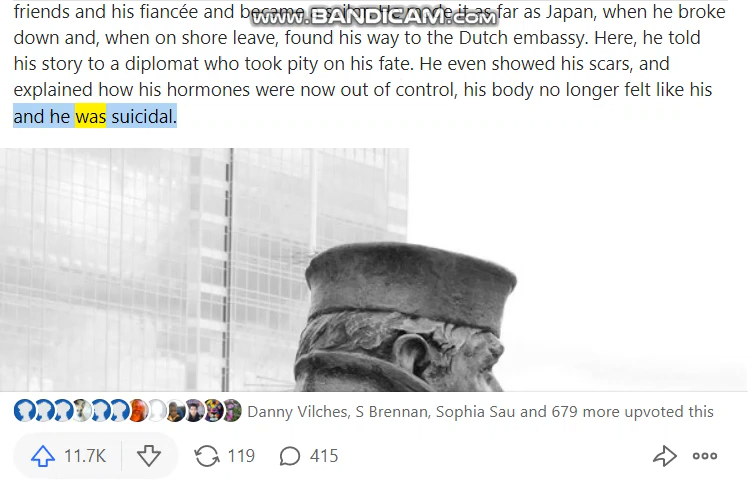 friends and his fiancée and became it as far as Japan, when he broke
WWW.BANDICAM.COM
down and, when on shore leave, found his way to the Dutch embassy. Here, he told
his story to a diplomat who took pity on his fate. He even showed his scars, and
explained how his hormones were now out of control, his body no longer felt like his
and he was suicidal.
Danny Vilches, S Brennan, Sophia Sau and 679 more upvoted this
11.7K 119 415